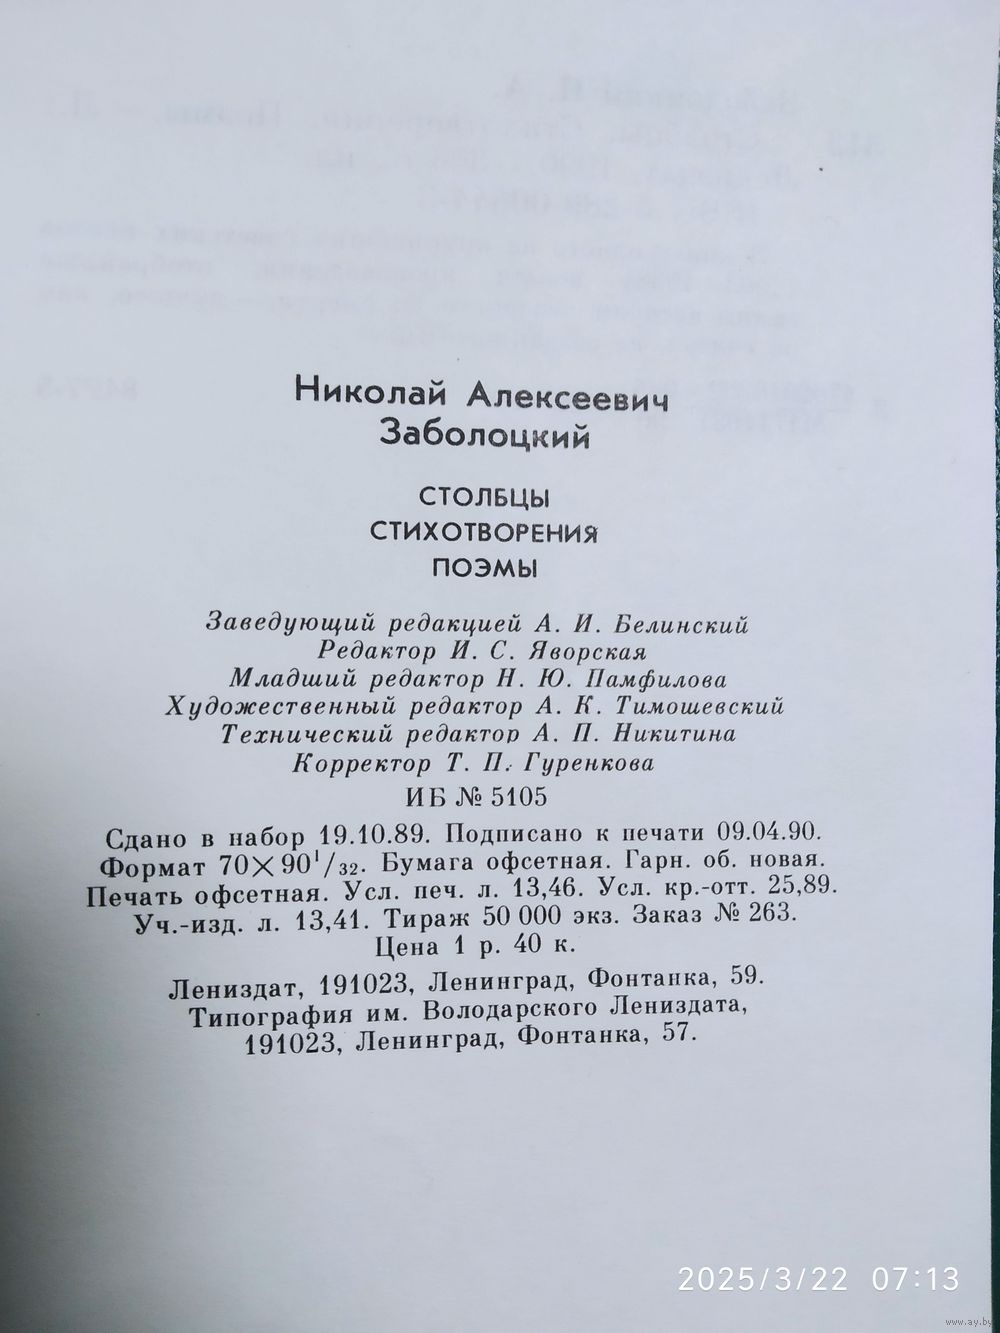 Николай Алексеевич
Заболоцкий
СТОЛБЦЫ
СТИХОТВОРЕНИЯ
ПОЭМЫ
Заведующий редакцией А. И. Белинский
Редактор И. С. Яворская
Младший редактор Н. Ю. Памфилова
Художественный редактор А. К. Тимошевский
Технический редактор А. П. Никитина
Корректор Т. П. Гуренкова
ИБ № 5105
Сдано в набор 19.10.89. Подписано к печати 09.04.90.
Формат 70×90¹/₃₂. Бумага офсетная. Гарн. об. новая.
Печать офсетная. Усл. печ. л. 13,46. Усл. кр.-отт. 25,89.
Уч.-изд. л. 13,41. Тираж 50 000 экз. Заказ № 263.
Цена 1 р. 40 к.
Лениздат, 191023, Ленинград, Фонтанка, 59.
Типография им. Володарского Лениздата,
191023, Ленинград, Фонтанка, 57.
2025/3/22 07:13
www.ay.by